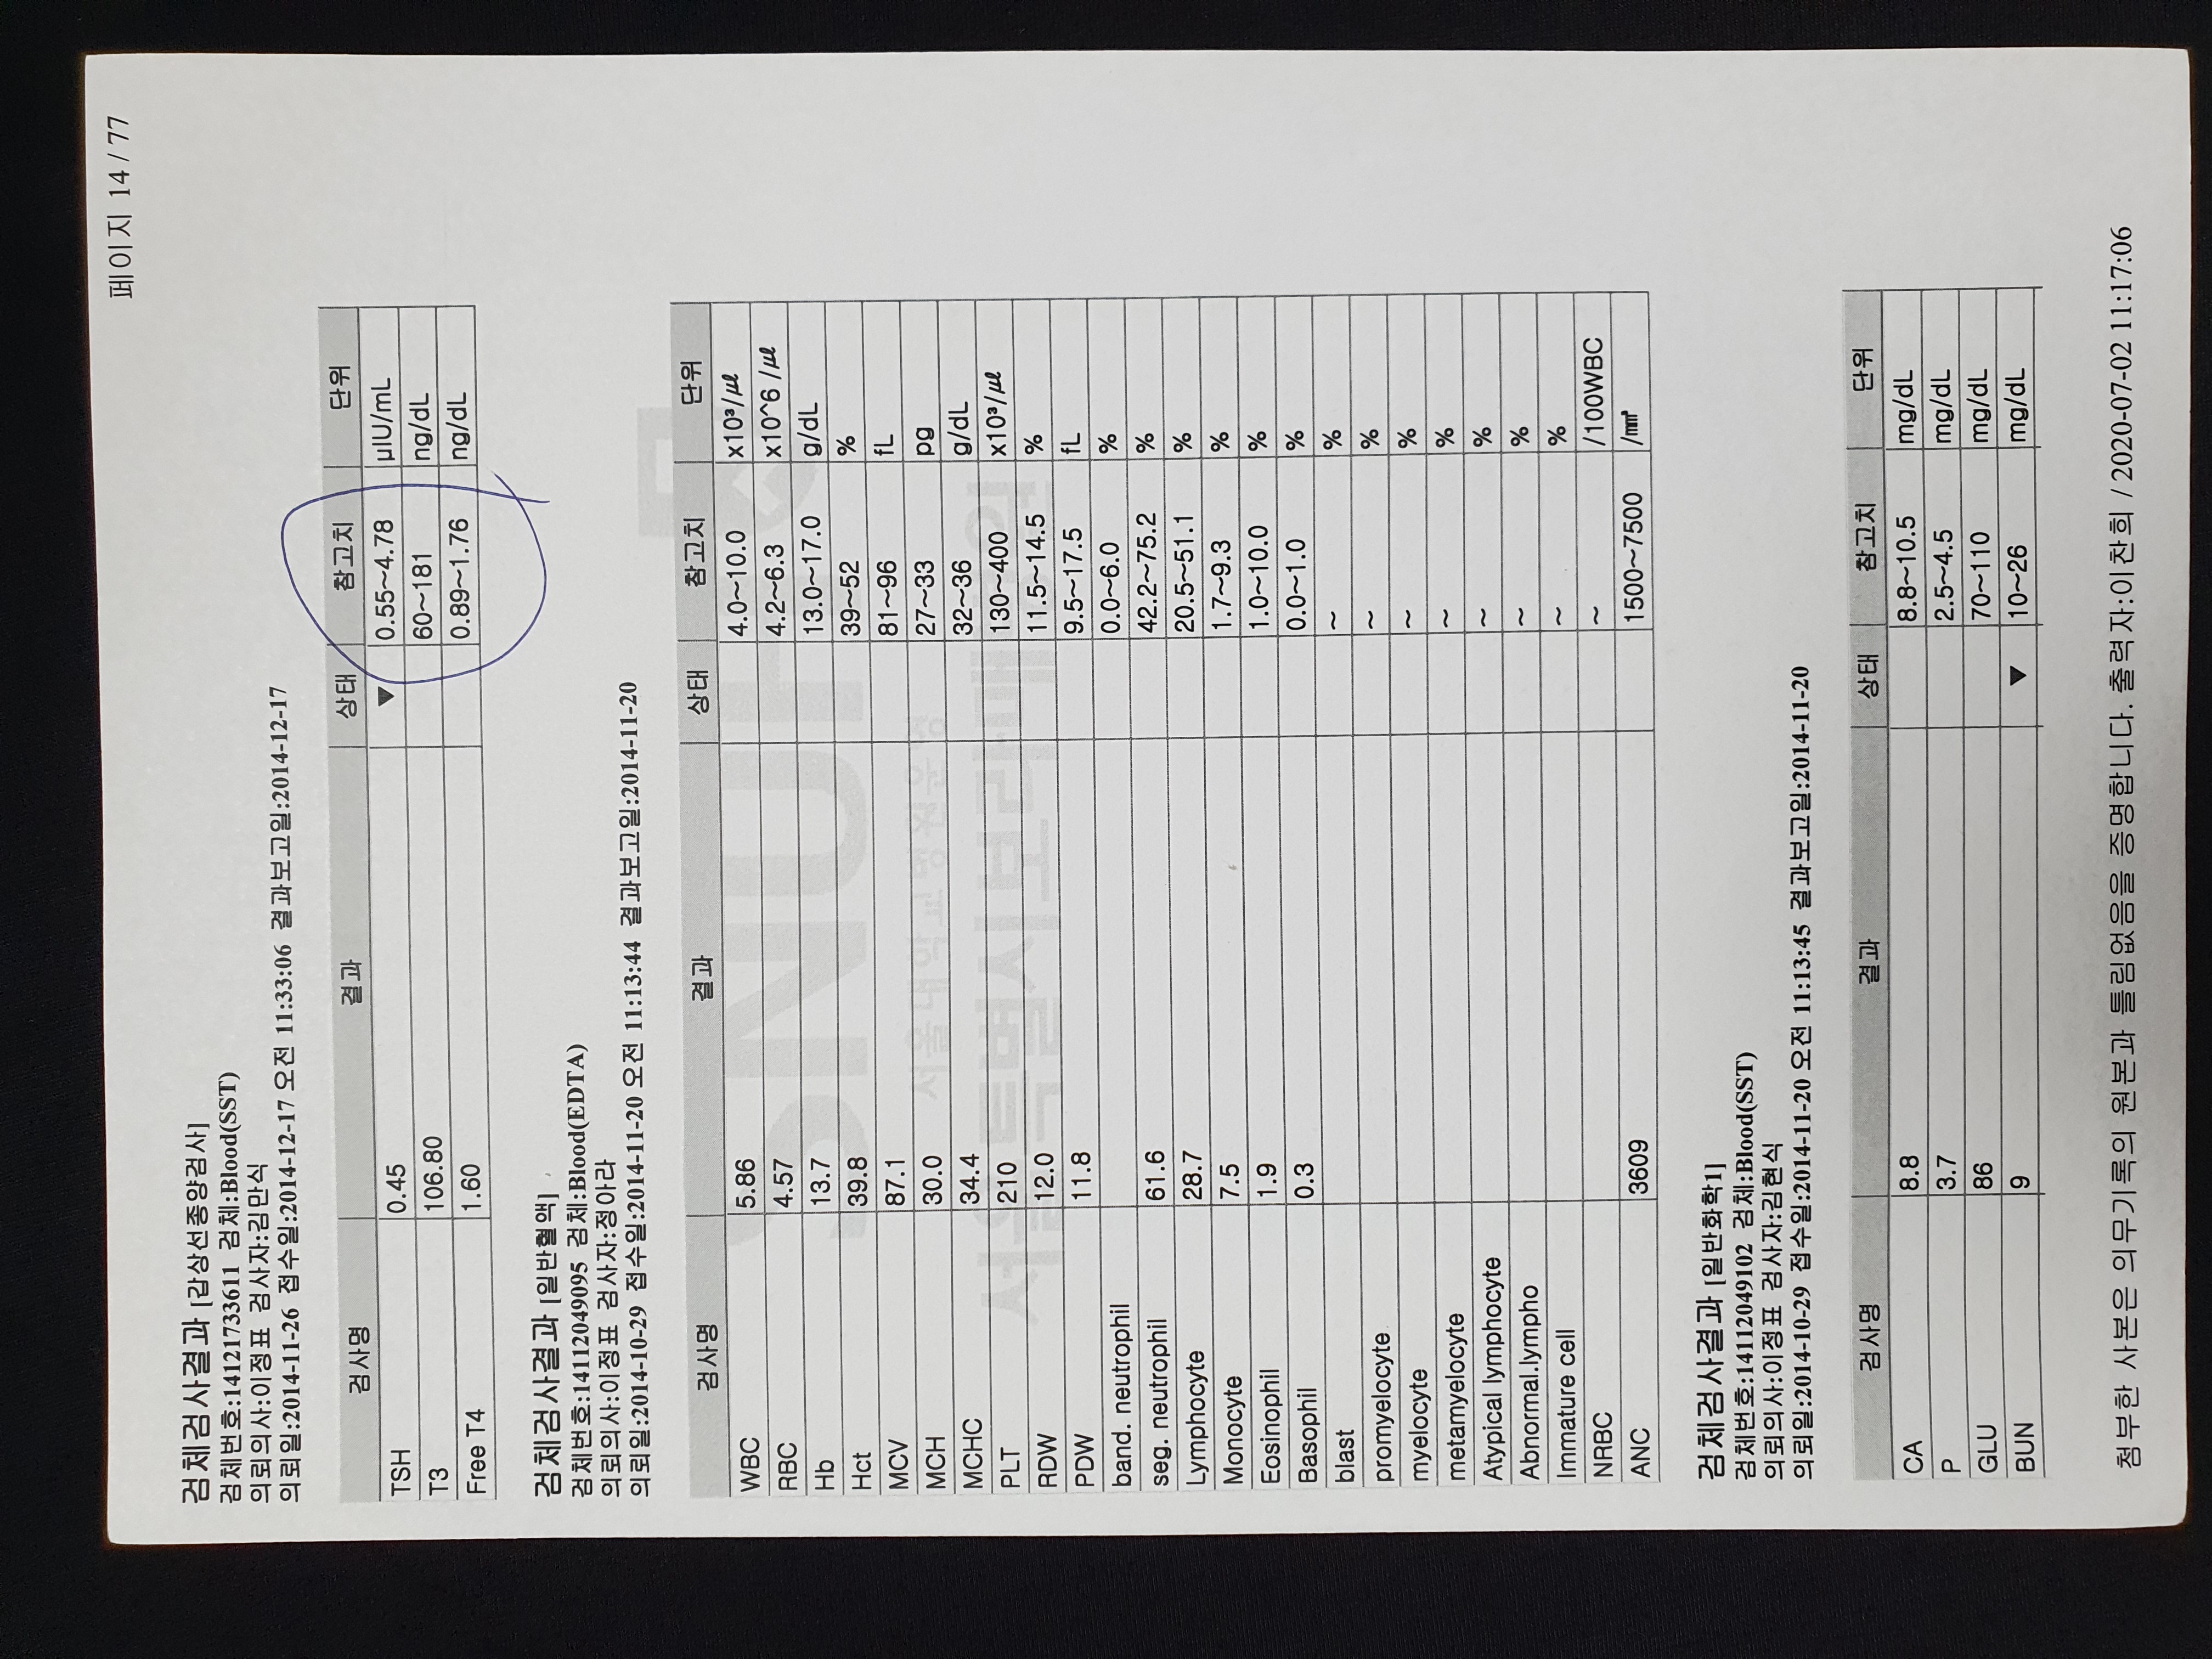 페이지 14 / 77
검체검사결과 [갑상선종양검사]
검체번호:14121733611 검체:Blood(SST)
의뢰의사:이정표 검사자:김만식
의뢰일:2014-11-26 접수일:2014-12-17 오전 11:33:06 결과보고일:2014-12-17
검사명 결과 상태 참고치 단위
TSH 0.45 ▼ 0.55~4.78 µIU/mL
T3 106.80 60~181 ng/dL
Free T4 1.60 0.89~1.76 ng/dL
검체검사결과 [일반혈액]
검체번호:14112049095 검체:Blood(EDTA)
의뢰의사:이정표 검사자:정아라
의뢰일:2014-10-29 접수일:2014-11-20 오전 11:13:44 결과보고일:2014-11-20
검사명 결과 상태 참고치 단위
WBC 5.86 4.0~10.0 x10³/㎕
RBC 4.57 4.2~6.3 x10^6 /㎕
Hb 13.7 13.0~17.0 g/dL
Hct 39.8 39~52 %
MCV 87.1 81~96 fL
MCH 30.0 27~33 pg
MCHC 34.4 32~36 g/dL
PLT 210 130~400 x10³/㎕
RDW 12.0 11.5~14.5 %
PDW 11.8 9.5~17.5 fL
band. neutrophil 0.0~6.0 %
seg. neutrophil 61.6 42.2~75.2 %
Lymphocyte 28.7 20.5~51.1 %
Monocyte 7.5 1.7~9.3 %
Eosinophil 1.9 1.0~10.0 %
Basophil 0.3 0.0~1.0 %
blast ~ %
promyelocyte ~ %
myelocyte ~ %
metamyelocyte ~ %
Atypical lymphocyte ~ %
Abnormal.lympho ~ %
Immature cell ~ %
NRBC ~ /100WBC
ANC 3609 1500~7500 /㎣
SNUH
서울대학교병원운영
서울특별시보라매병원
검체검사결과 [일반화학1]
검체번호:14112049102 검체:Blood(SST)
의뢰의사:이정표 검사자:김현식
의뢰일:2014-10-29 접수일:2014-11-20 오전 11:13:45 결과보고일:2014-11-20
검사명 결과 상태 참고치 단위
CA 8.8 8.8~10.5 mg/dL
P 3.7 2.5~4.5 mg/dL
GLU 86 70~110 mg/dL
BUN 9 ▼ 10~26 mg/dL
첨부한 사본은 의무기록의 원본과 틀림없음을 증명합니다. 출력자:이찬희 / 2020-07-02 11:17:06